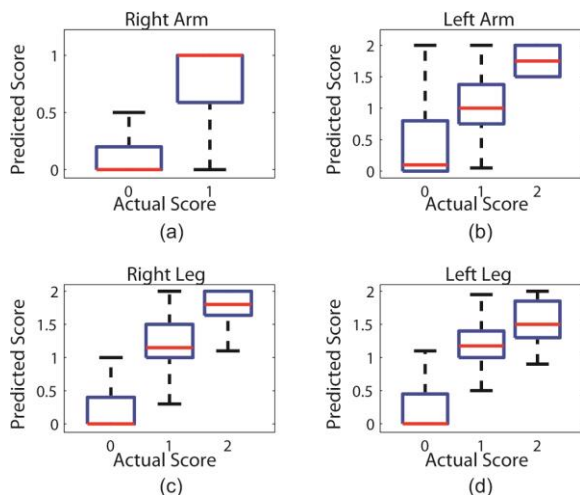 Right Arm
1
0.5
0
Predicted Score
0 1
Actual Score
(a)
Left Arm
2
1.5
1
0.5
0
Predicted Score
0 1 2
Actual Score
(b)
Right Leg
2
1.5
1
0.5
0
Predicted Score
0 1 2
Actual Score
(c)
Left Leg
2
1.5
1
0.5
0
Predicted Score
0 1 2
Actual Score
(d)